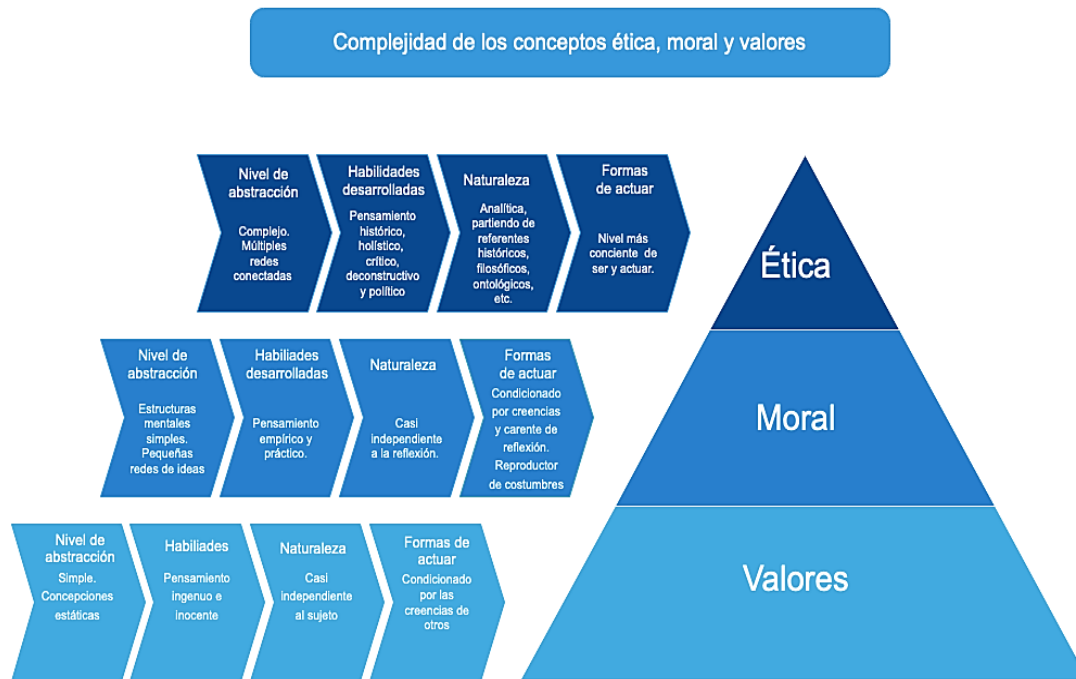 Complejidad de los conceptos ética, moral y valores
Nivel de
abstracción
Complejo.
Múltiples
redes
conectadas
Habilidades
desarrolladas
Pensamiento
histórico,
holístico,
crítico,
deconstructivo
y político
Naturaleza
Analítica,
partiendo de
referentes
históricos,
filosóficos,
ontológicos,
etc.
Formas
de actuar
Nivel más
conciente de
ser y actuar.
Ética
Nivel de
abstracción
Estructuras
mentales
simples.
Pequeñas
redes de ideas
Habiliades
desarrolladas
Pensamiento
empírico y
práctico.
Naturaleza
Casi
independiente
a la reflexión.
Formas
de actuar
Condicionado
por creencias
y carente de
reflexión.
Reproductor
de costumbres
Moral
Nivel de
abstracción
Simple.
Concepciones
estáticas
Habiliades
Pensamiento
ingenuo e
inocente
Naturaleza
Casi
independiente
al sujeto
Formas de
actuar
Condicionado
por las
creencias de
otros
Valores